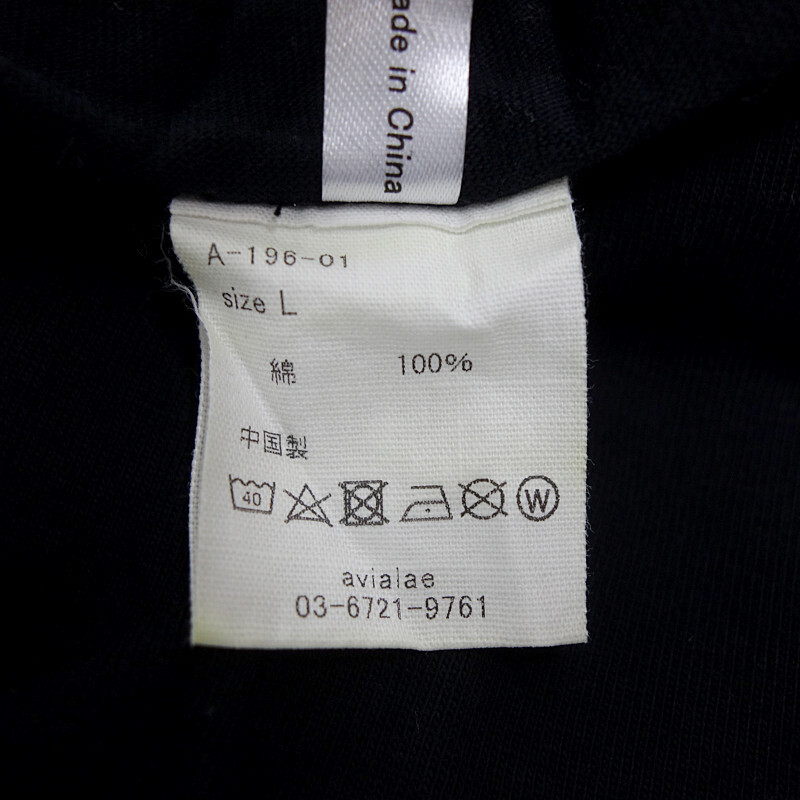 ade in China
A-196-01
size L
綿 100%
中国製
40 W
avialae
03-6721-9761